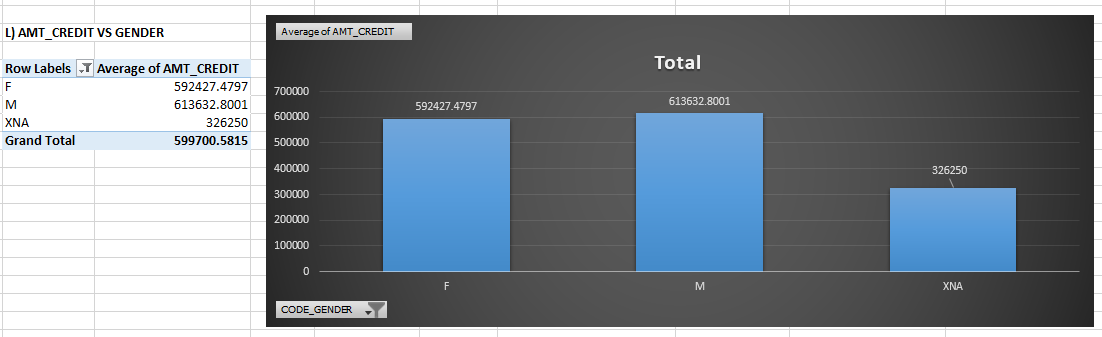 L) AMT_CREDIT VS GENDER
Row Labels Average of AMT_CREDIT
F 592427.4797
M 613632.8001
XNA 326250
Grand Total 599700.5815
Average of AMT_CREDIT
Total
700000
600000
500000
400000
300000
200000
100000
0
592427.4797
613632.8001
326250
F M XNA
CODE_GENDER